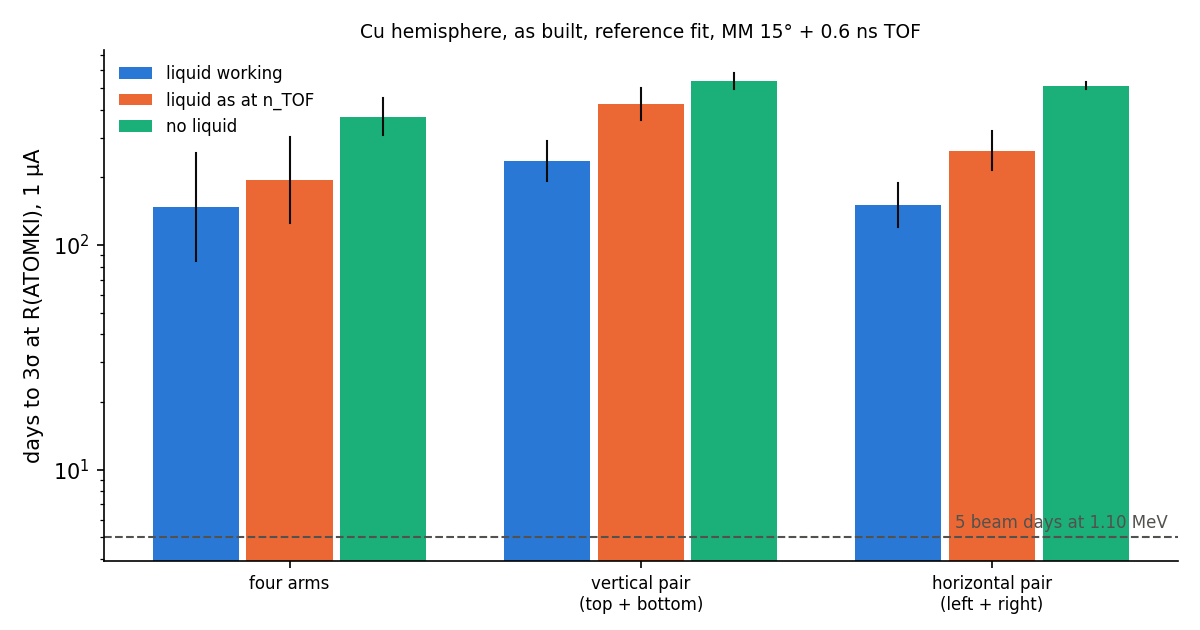 Cu hemisphere, as built, reference fit, MM 15° + 0.6 ns TOF
liquid working
liquid as at n_TOF
no liquid
days to 3σ at R(ATOMKI), 1 µA
10²
10¹
5 beam days at 1.10 MeV
four arms
vertical pair
(top + bottom)
horizontal pair
(left + right)